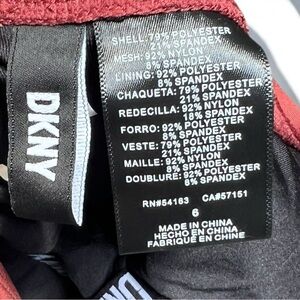 SHELL: 79% POLYESTER
21% SPANDEX
MESH: 92% NYLON
8% SPANDEX
LINING: 92% POLYESTER
8% SPANDEX
CHAQUETA: 79% POLYESTER
21% SPANDEX
REDECILLA: 92% NYLON
18% SPANDEX
FORRO: 92% POLYESTER
8% SPANDEX
VESTE: 79% POLYESTER
21% SPANDEX
MAILLE: 92% NYLON
8% SPANDEX
DOUBLURE: 92% POLYESTER
8% SPANDEX
RN#54163 CA#57151
6
MADE IN CHINA
HECHO EN CHINA
FABRIQUÉ EN CHINE
DKNY